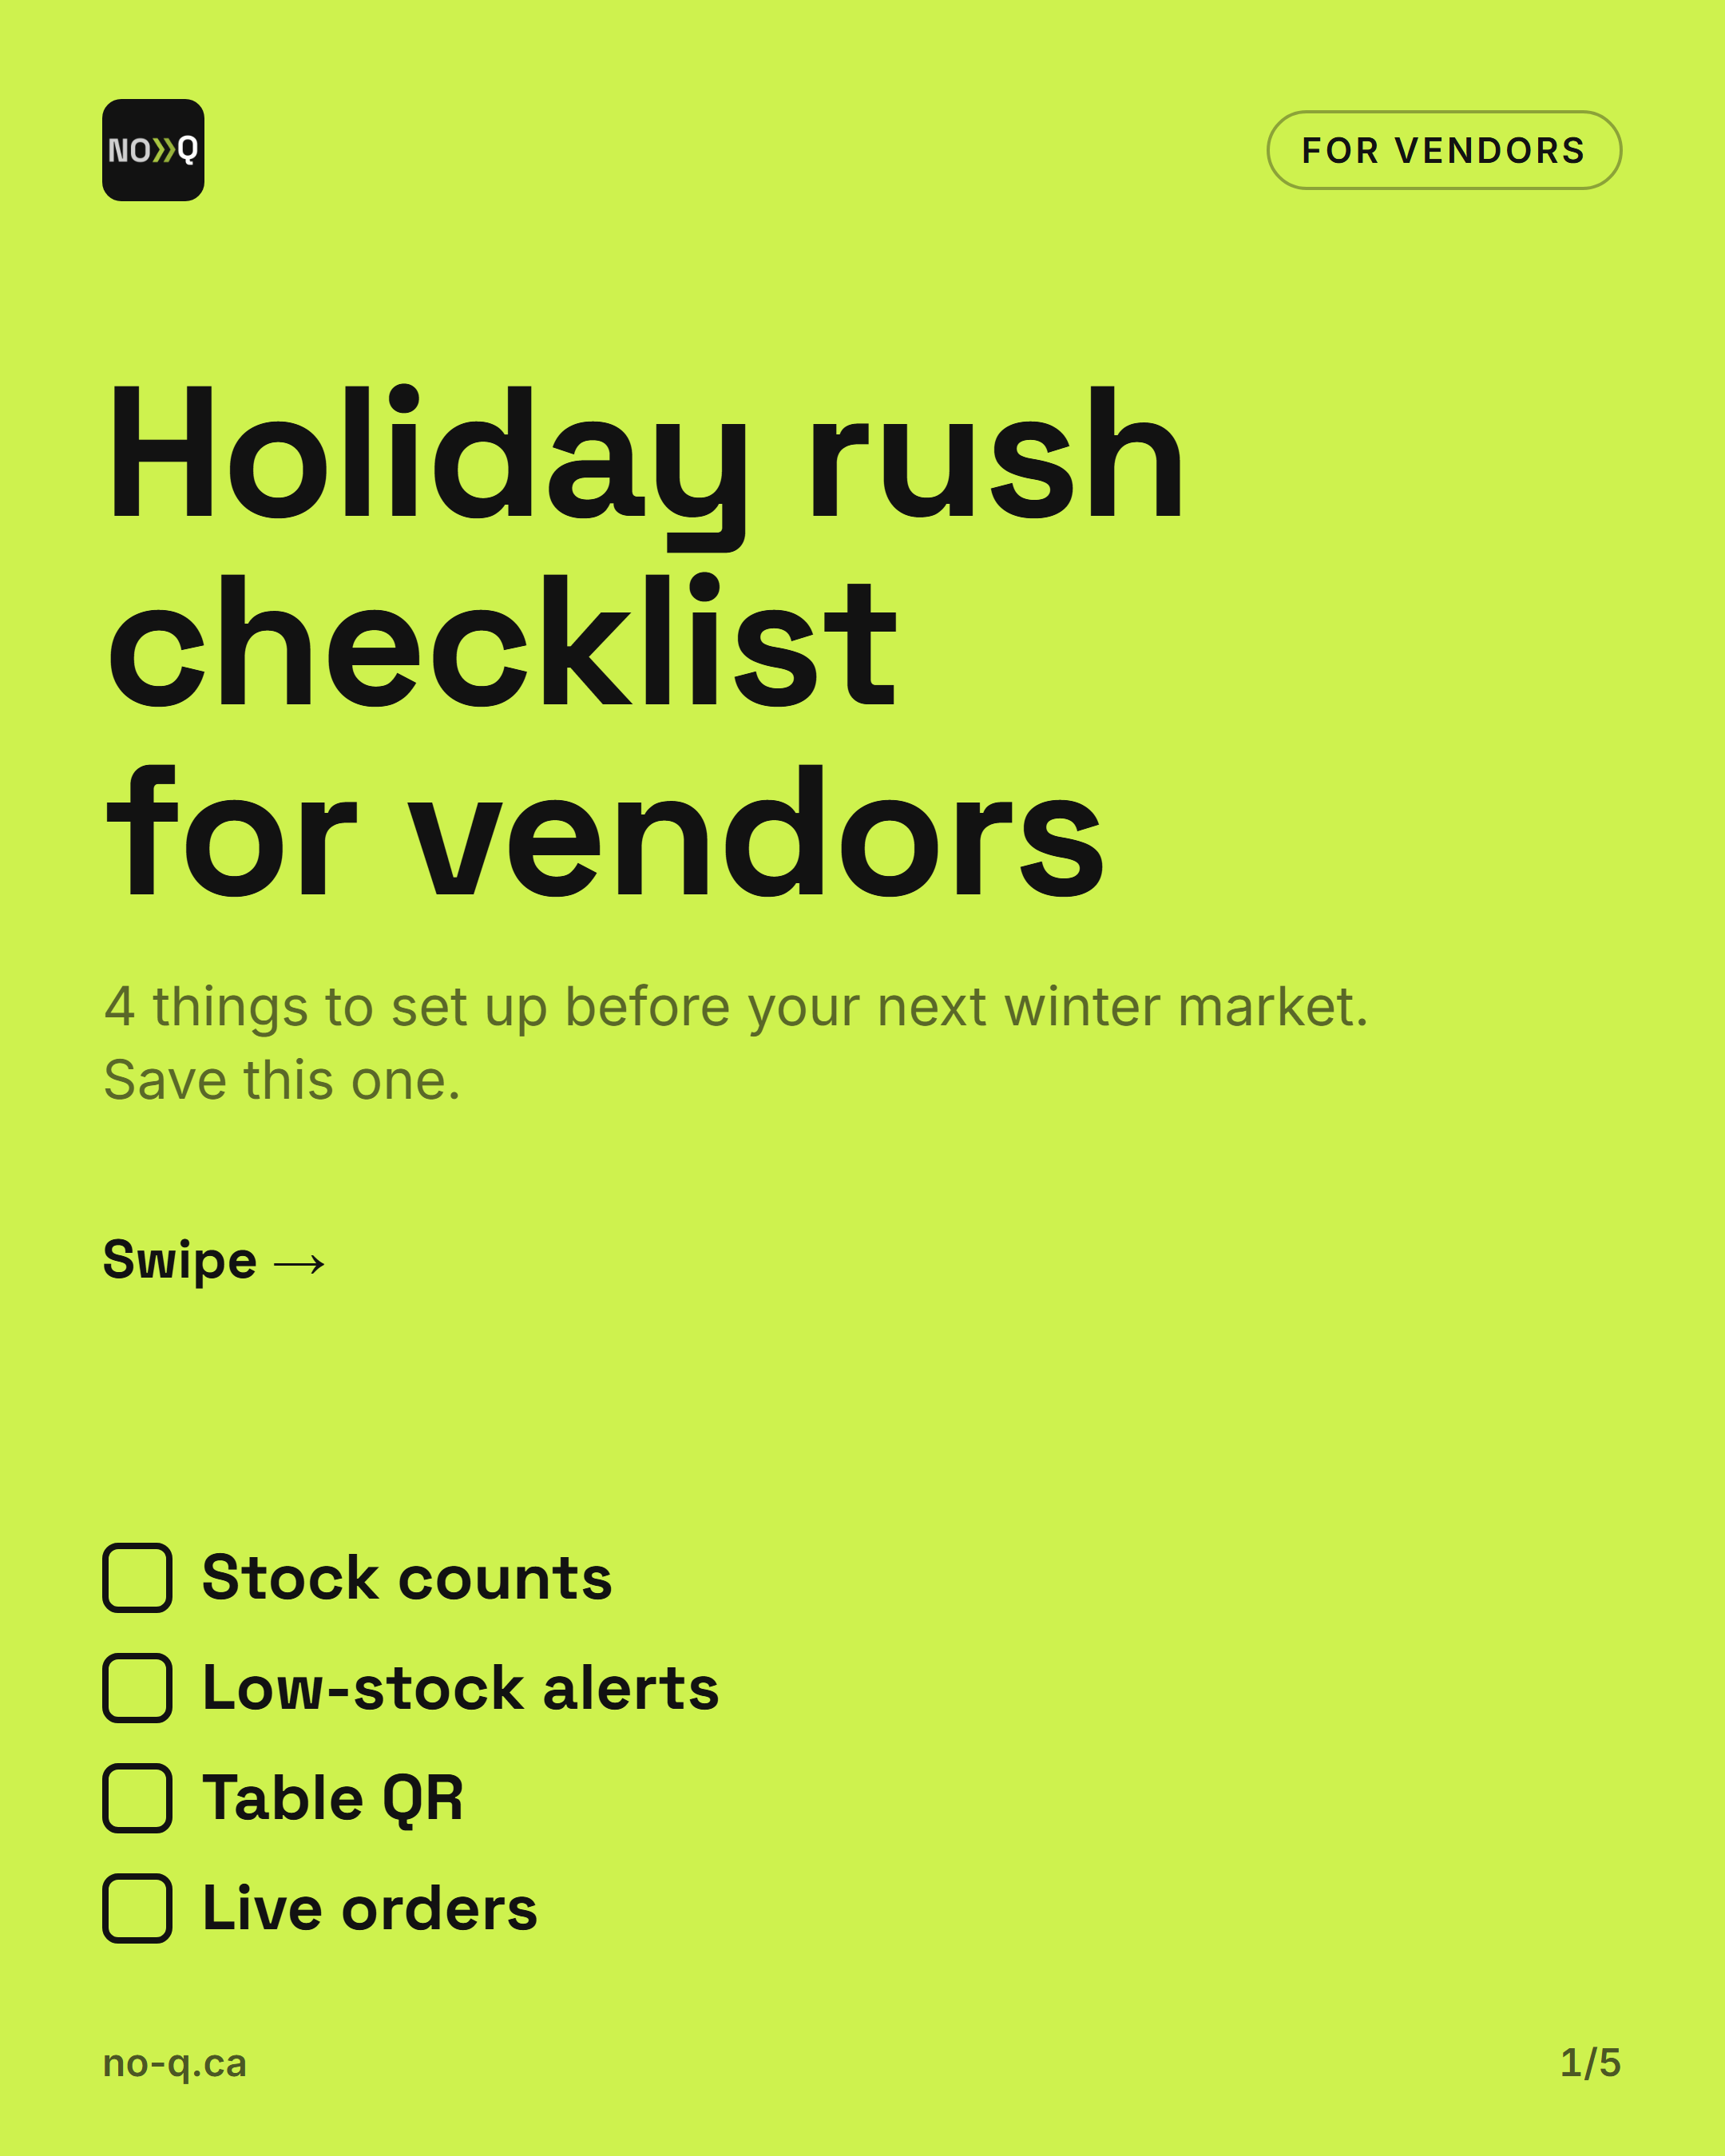 NO»Q
FOR VENDORS
Holiday rush
checklist
for vendors
4 things to set up before your next winter market.
Save this one.
Swipe →
Stock counts
Low-stock alerts
Table QR
Live orders
no-q.ca
1/5